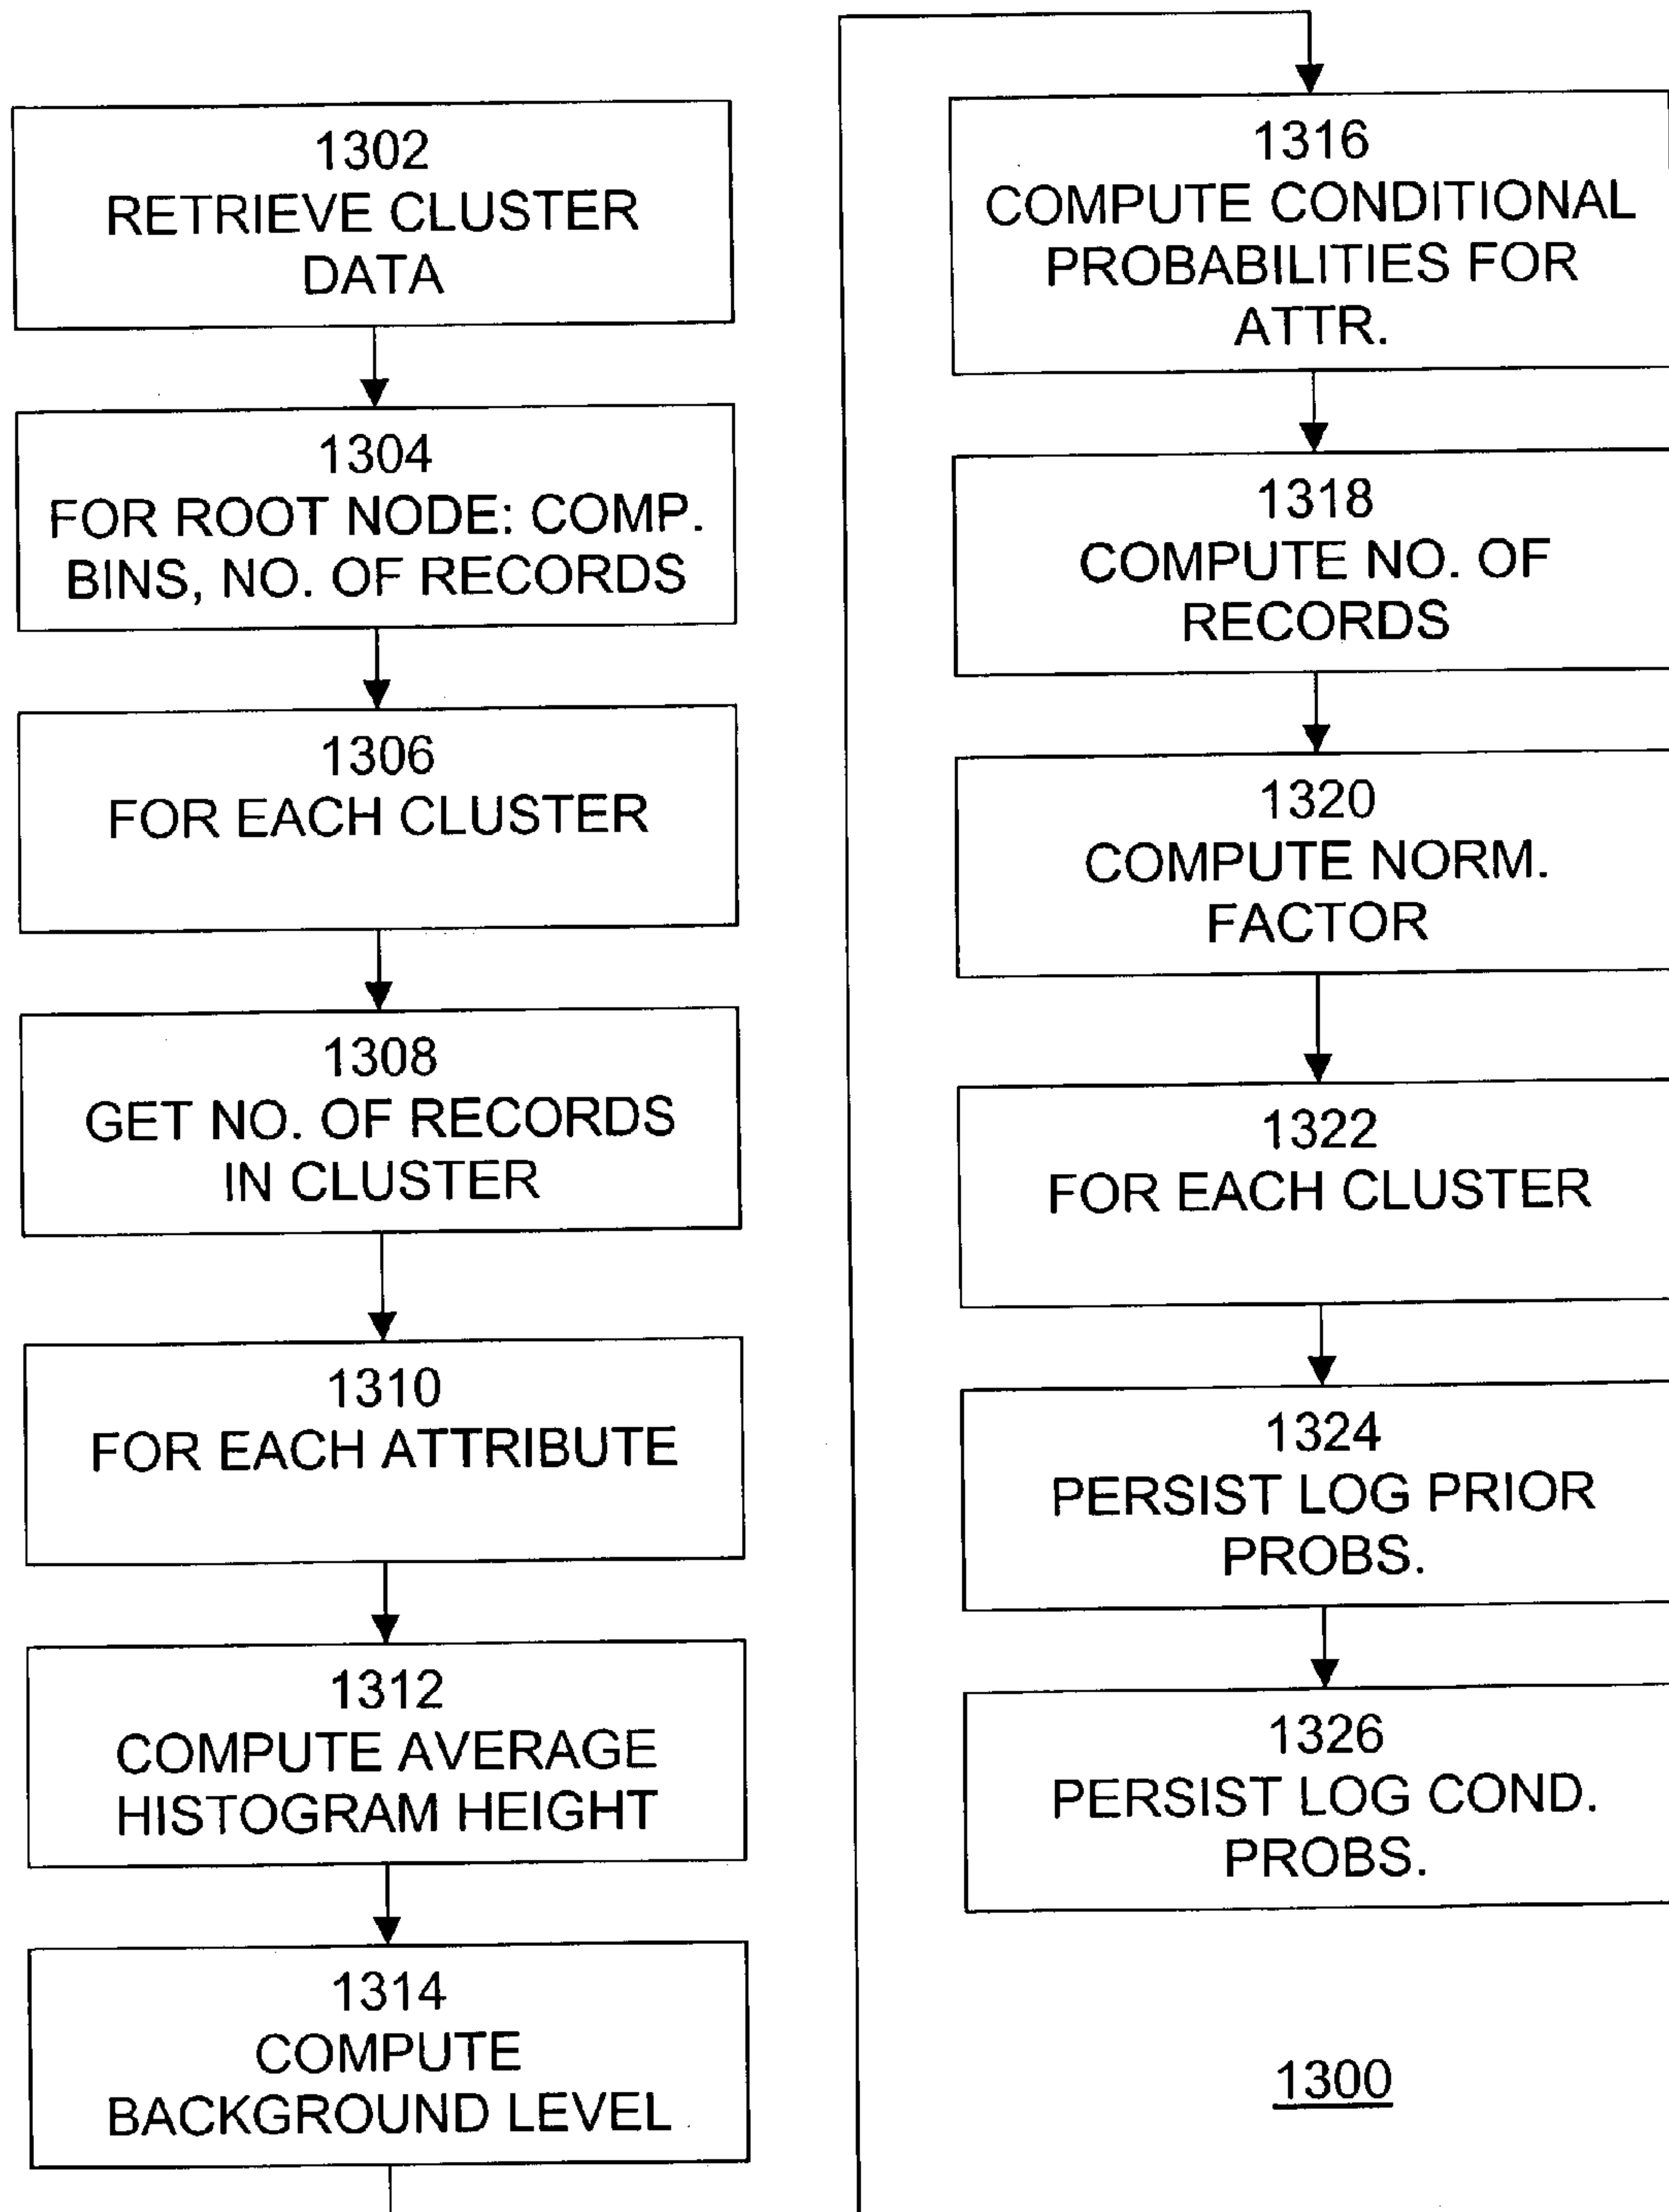 1302
RETRIEVE CLUSTER
DATA
1304
FOR ROOT NODE: COMP.
BINS, NO. OF RECORDS
1306
FOR EACH CLUSTER
1308
GET NO. OF RECORDS
IN CLUSTER
1310
FOR EACH ATTRIBUTE
1312
COMPUTE AVERAGE
HISTOGRAM HEIGHT
1314
COMPUTE
BACKGROUND LEVEL
1316
COMPUTE CONDITIONAL
PROBABILITIES FOR
ATTR.
1318
COMPUTE NO. OF
RECORDS
1320
COMPUTE NORM.
FACTOR
1322
FOR EACH CLUSTER
1324
PERSIST LOG PRIOR
PROBS.
1326
PERSIST LOG COND.
PROBS.
1300